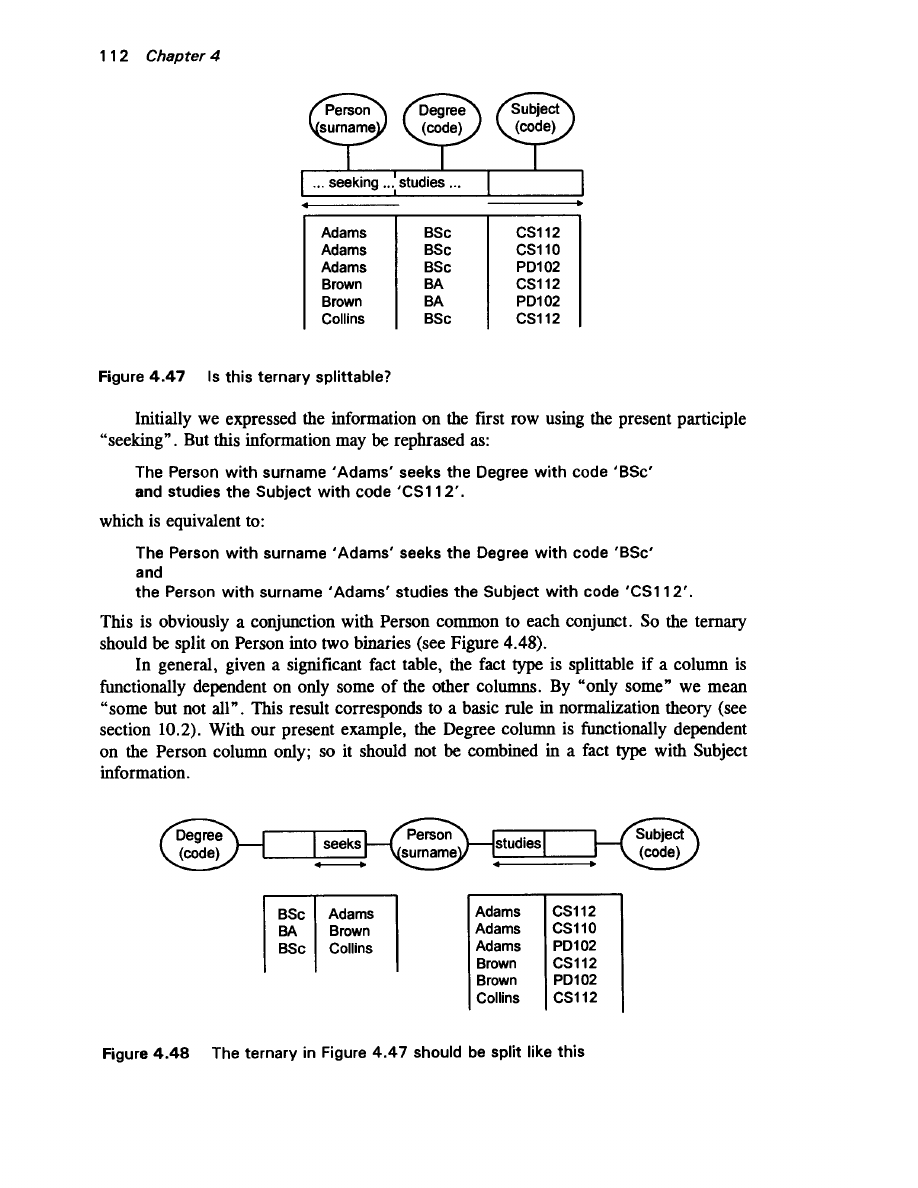 112 Chapter 4
Person
(surname)
Degree
(code)
Subject
(code)
... seeking ... studies ...
Adams BSc CS112
Adams BSc CS110
Adams BSc PD102
Brown BA CS112
Brown BA PD102
Collins BSc CS112
Figure 4.47 Is this ternary splittable?
Initially we expressed the information on the first row using the present participle
“seeking”. But this information may be rephrased as:
The Person with surname 'Adams' seeks the Degree with code 'BSc'
and studies the Subject with code 'CS112'.
which is equivalent to:
The Person with surname 'Adams' seeks the Degree with code 'BSc'
and
the Person with surname 'Adams' studies the Subject with code 'CS112'.
This is obviously a conjunction with Person common to each conjunct. So the ternary
should be split on Person into two binaries (see Figure 4.48).
In general, given a significant fact table, the fact type is splittable if a column is
functionally dependent on only some of the other columns. By “only some” we mean
“some but not all”. This result corresponds to a basic rule in normalization theory (see
section 10.2). With our present example, the Degree column is functionally dependent
on the Person column only; so it should not be combined in a fact type with Subject
information.
Degree
(code)
seeks
Person
(surname)
studies
Subject
(code)
BSc Adams
BA Brown
BSc Collins
Adams CS112
Adams CS110
Adams PD102
Brown CS112
Brown PD102
Collins CS112
Figure 4.48 The ternary in Figure 4.47 should be split like this